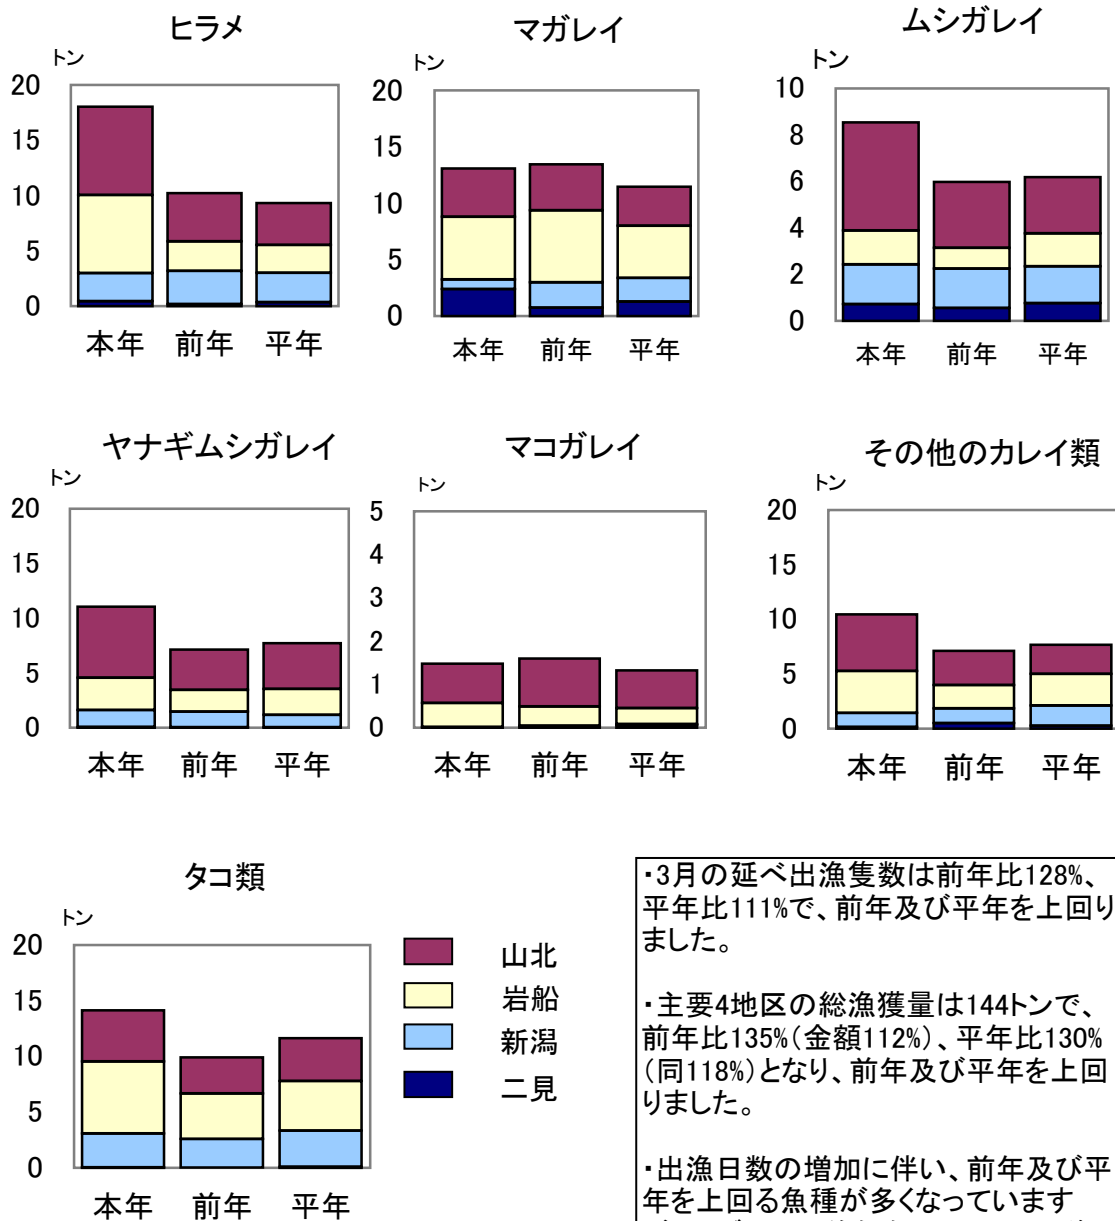 ヒラメ
トン
20
15
10
5
0
本年 前年 平年
マガレイ
トン
20
15
10
5
0
本年 前年 平年
ムシガレイ
トン
10
8
6
4
2
0
本年 前年 平年
ヤナギムシガレイ
トン
20
15
10
5
0
本年 前年 平年
マコガレイ
トン
5
4
3
2
1
0
本年 前年 平年
その他のカレイ類
トン
20
15
10
5
0
本年 前年 平年
タコ類
トン
20
15
10
5
0
本年 前年 平年
山北
岩船
新潟
二見
・3月の延べ出漁隻数は前年比128%、
平年比111%で、前年及び平年を上回り
ました。
・主要4地区の総漁獲量は144トンで、
前年比135%(金額112%)、平年比130%
(同118%)となり、前年及び平年を上回
りました。
・出漁日数の増加に伴い、前年及び平
年を上回る魚種が多くなっています